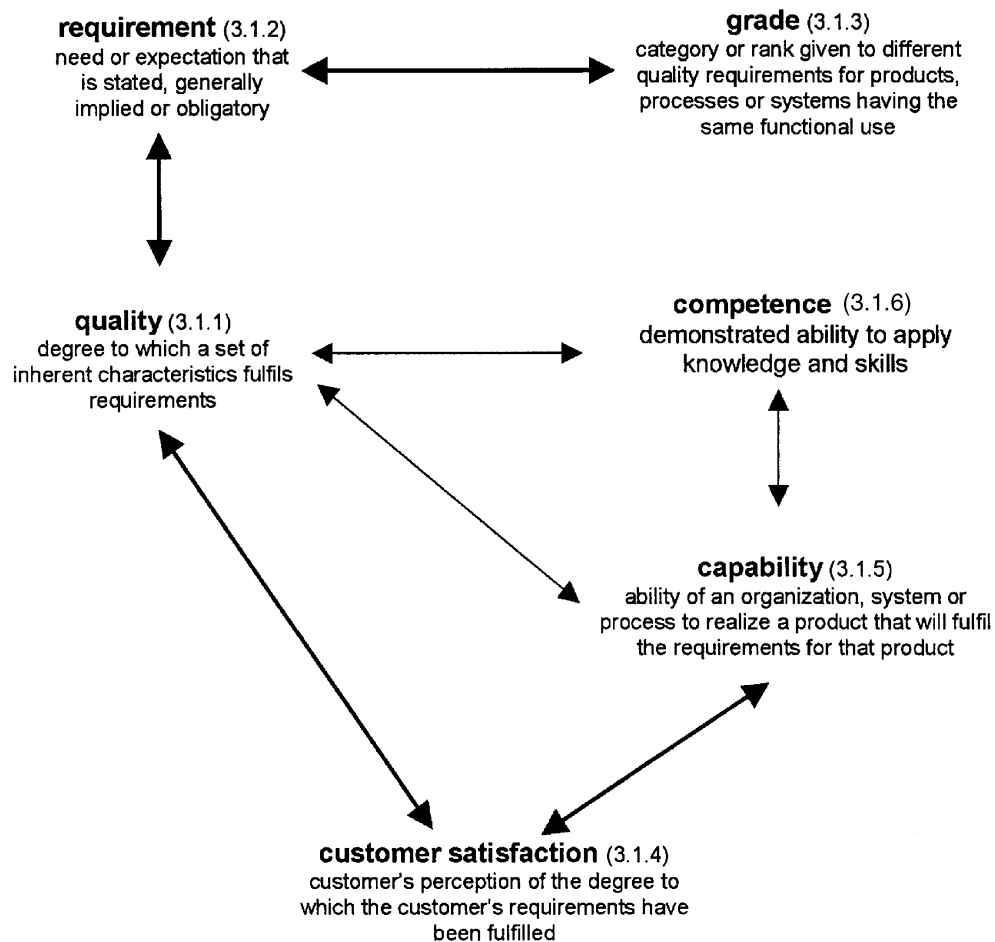 requirement (3.1.2)
need or expectation that
is stated, generally
implied or obligatory
grade (3.1.3)
category or rank given to different
quality requirements for products,
processes or systems having the
same functional use
quality (3.1.1)
degree to which a set of
inherent characteristics fulfils
requirements
competence (3.1.6)
demonstrated ability to apply
knowledge and skills
capability (3.1.5)
ability of an organization, system or
process to realize a product that will fulfil
the requirements for that product
customer satisfaction (3.1.4)
customer's perception of the degree to
which the customer's requirements have
been fulfilled